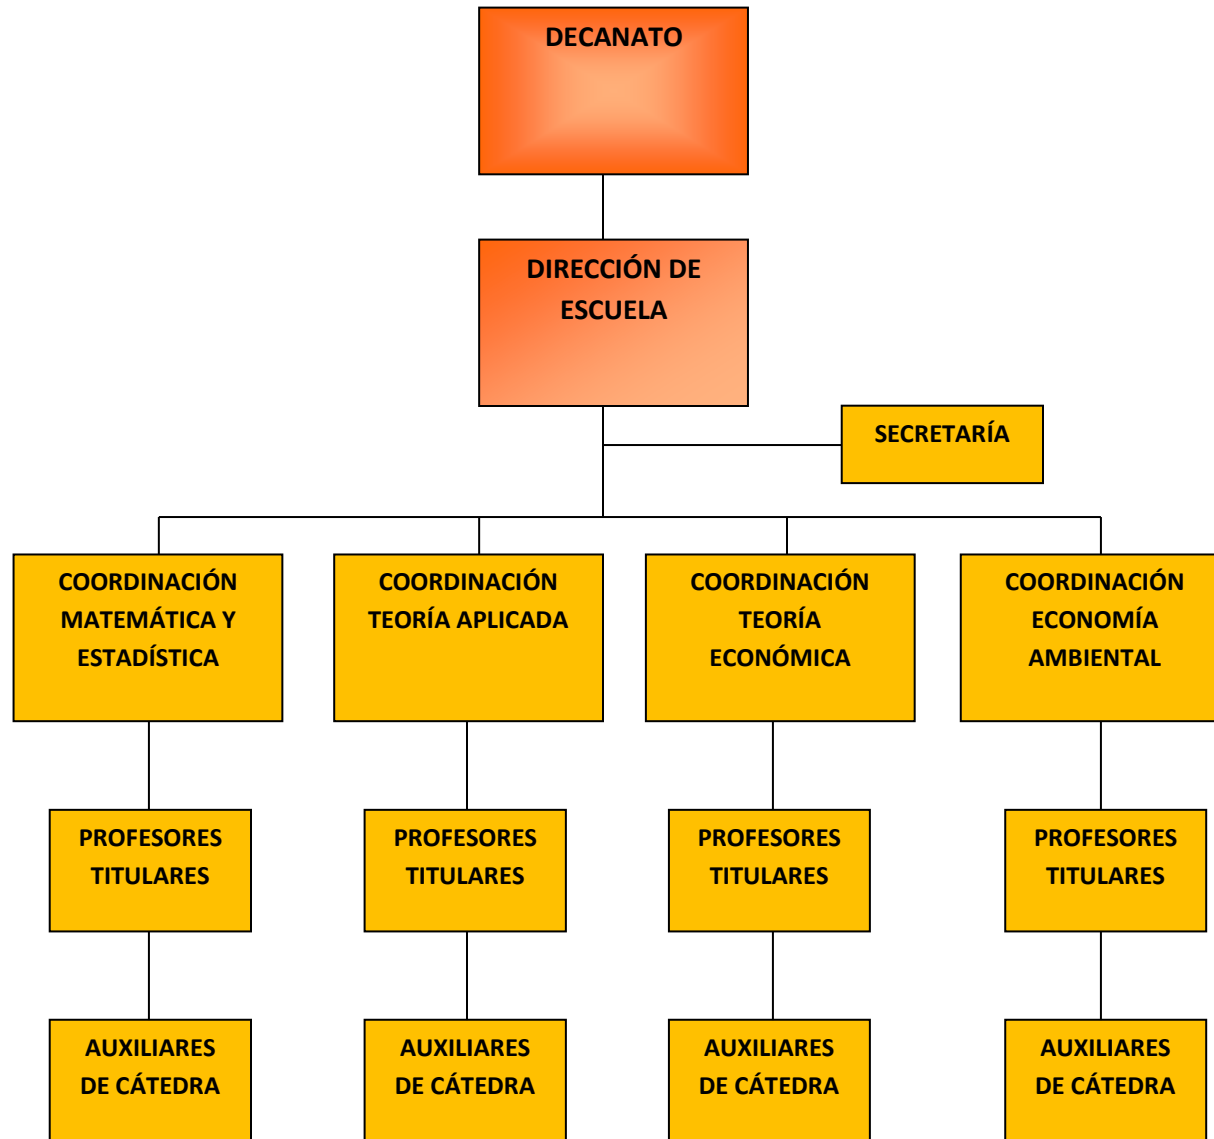 DECANATO
DIRECCIÓN DE
ESCUELA
SECRETARÍA
COORDINACIÓN
MATEMÁTICA Y
ESTADÍSTICA
COORDINACIÓN
TEORÍA APLICADA
COORDINACIÓN
TEORÍA
ECONÓMICA
COORDINACIÓN
ECONOMÍA
AMBIENTAL
PROFESORES
TITULARES
PROFESORES
TITULARES
PROFESORES
TITULARES
PROFESORES
TITULARES
AUXILIARES
DE CÁTEDRA
AUXILIARES
DE CÁTEDRA
AUXILIARES
DE CÁTEDRA
AUXILIARES
DE CÁTEDRA